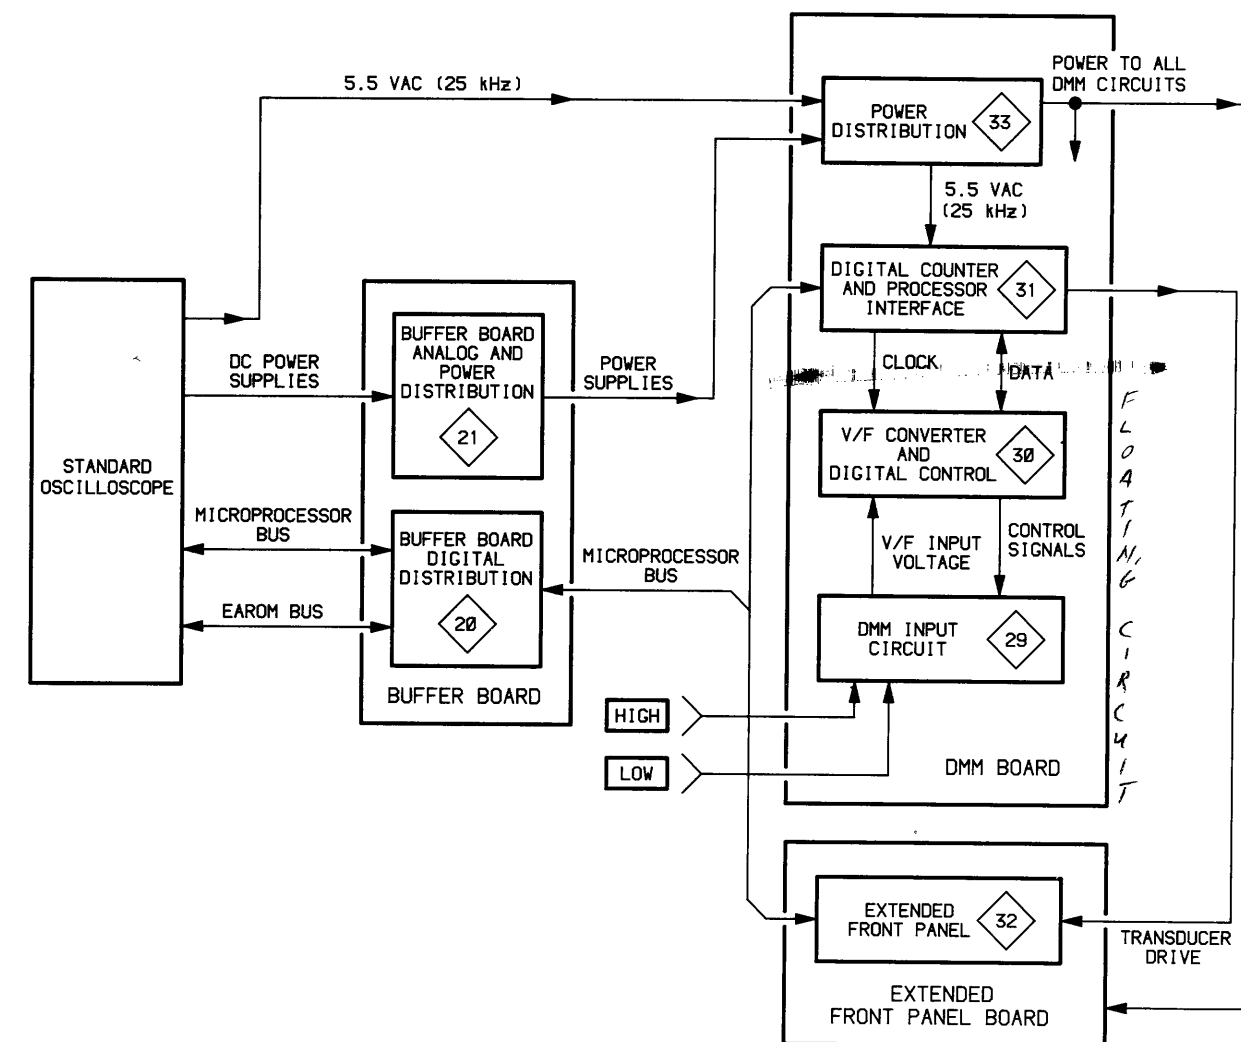 POWER TO ALL
DMM CIRCUITS
5.5 VAC (25 kHz)
POWER
DISTRIBUTION
33
5.5 VAC
(25 kHz)
DIGITAL COUNTER
AND PROCESSOR
INTERFACE
31
BUFFER BOARD
ANALOG AND
POWER
DISTRIBUTION
21
DC POWER
SUPPLIES
POWER
SUPPLIES
CLOCK
DATA
V/F CONVERTER
AND
DIGITAL CONTROL
30
STANDARD
OSCILLOSCOPE
MICROPROCESSOR
BUS
BUFFER BOARD
DIGITAL
DISTRIBUTION
20
MICROPROCESSOR
BUS
V/F INPUT
VOLTAGE
CONTROL
SIGNALS
EAROM BUS
DMM INPUT
CIRCUIT
29
BUFFER BOARD
HIGH
LOW
DMM BOARD
FLOATING CIRCUIT
EXTENDED
FRONT PANEL
32
TRANSDUCER
DRIVE
EXTENDED
FRONT PANEL BOARD